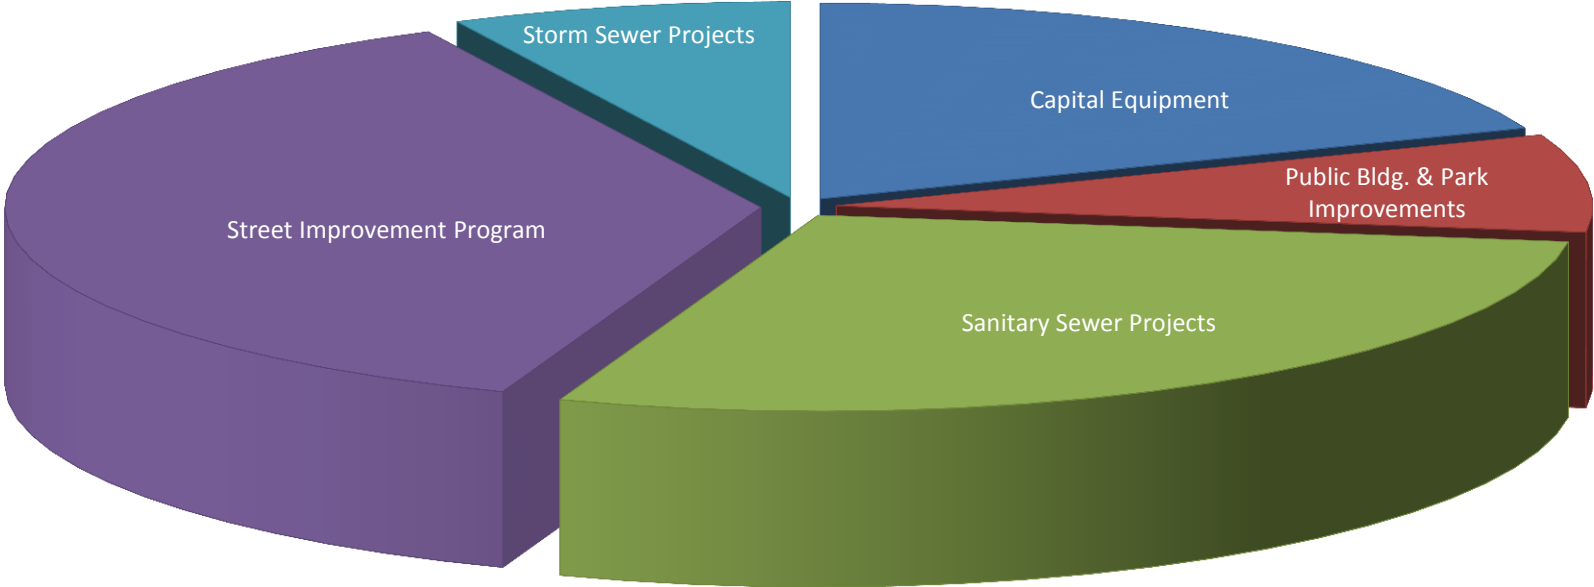 Storm Sewer Projects
Capital Equipment
Public Bldg. & Park
Improvements
Street Improvement Program
Sanitary Sewer Projects